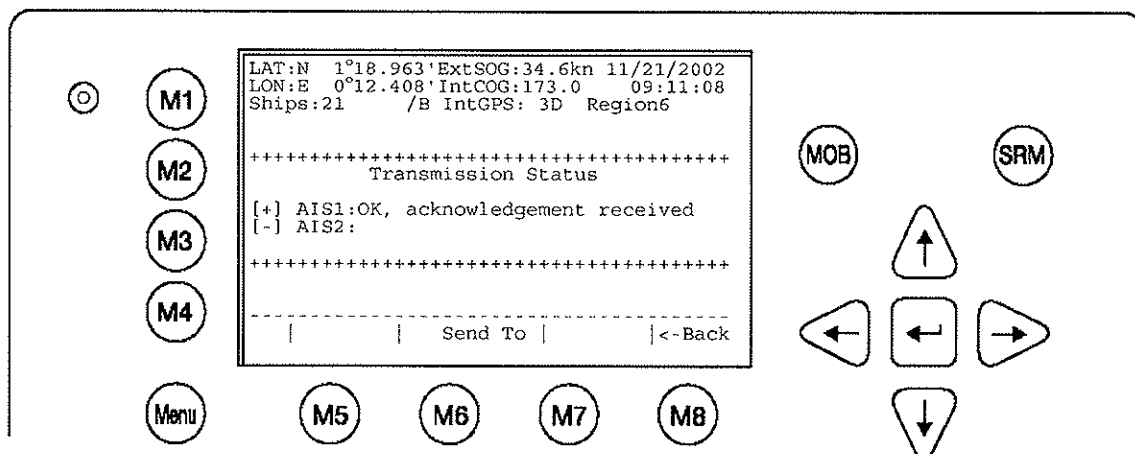 LAT:N 1°18.963'ExtSOG:34.6kn 11/21/2002
LON:E 0°12.408'IntCOG:173.0 09:11:08
Ships:21 /B IntGPS: 3D Region6
++++++++++++++++++++++++++++++++++++++++
Transmission Status
[+] AIS1:OK, acknowledgement received
[-] AIS2:
++++++++++++++++++++++++++++++++++++++++
----------------------------------------
| | Send To | |<-Back
M1
M2
M3
M4
Menu
M5
M6
M7
M8
MOB
SRM